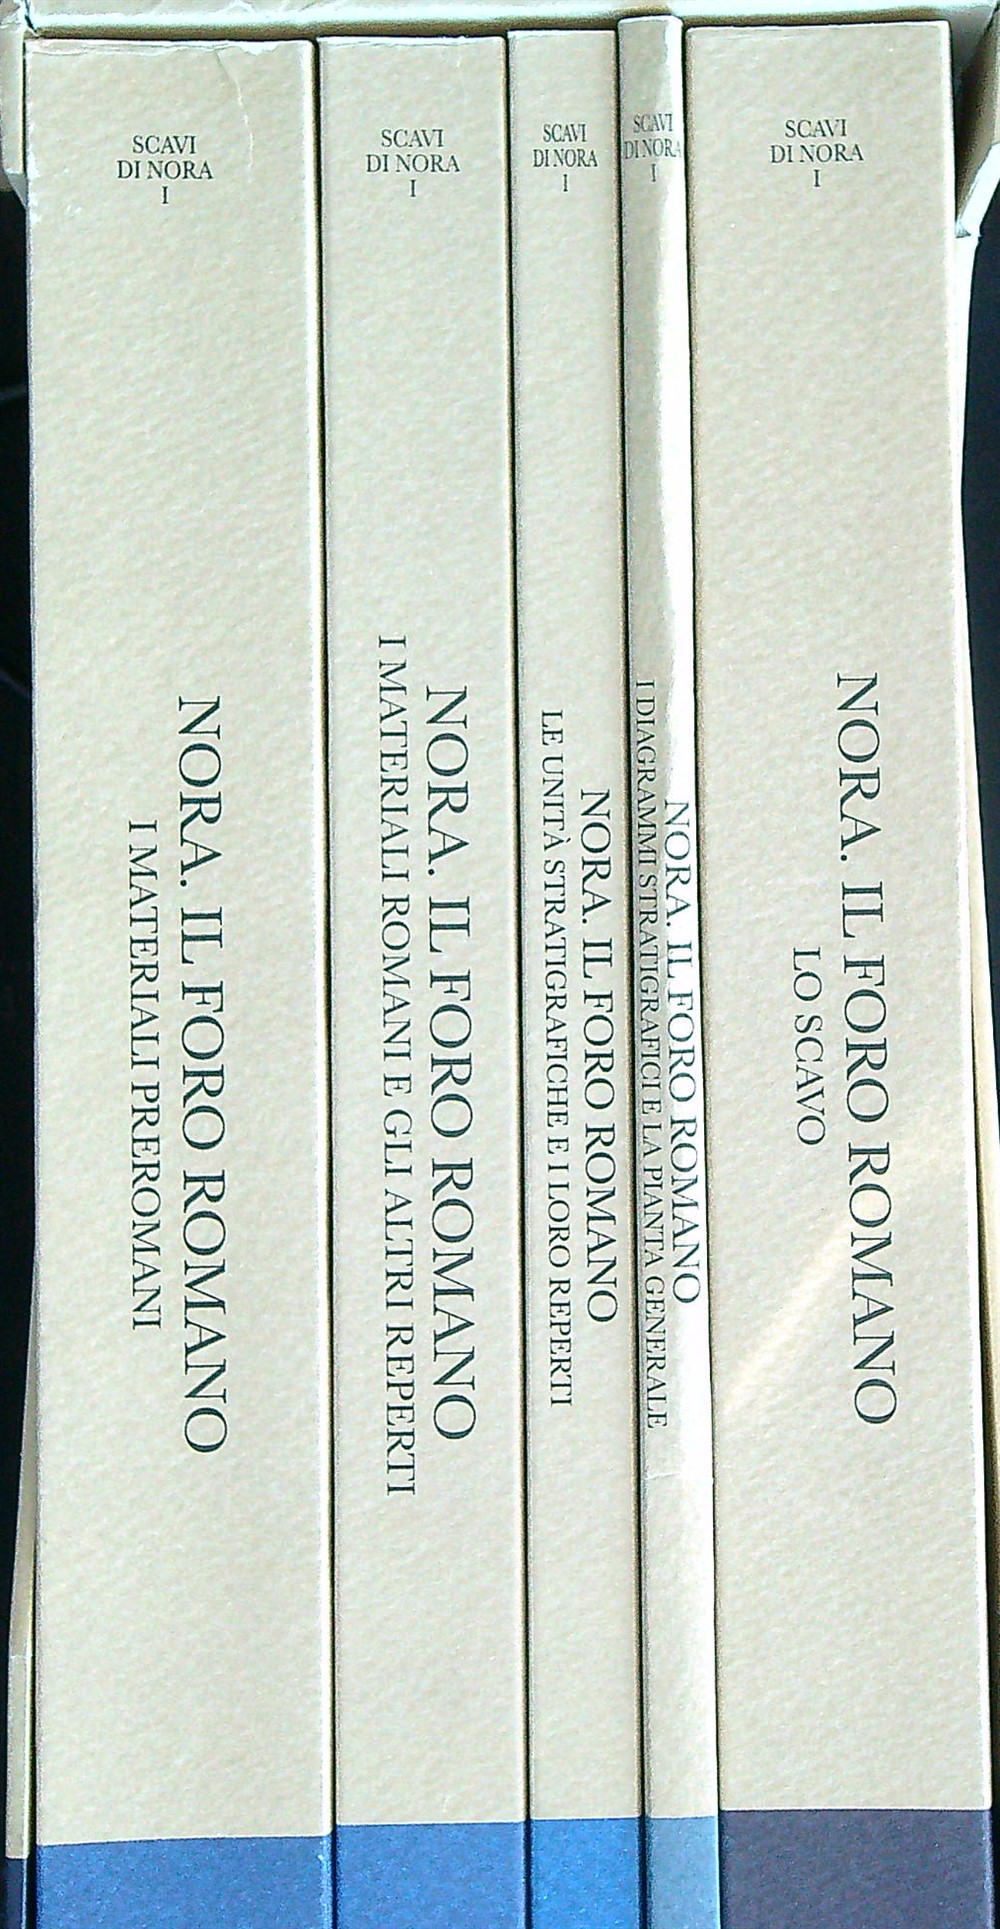 SCAVI
DI NORA
I
NORA. IL FORO ROMANO
I MATERIALI PREROMANI
SCAVI
DI NORA
I
NORA. IL FORO ROMANO
I MATERIALI ROMANI E GLI ALTRI REPERTI
SCAVI
DI NORA
I
NORA. IL FORO ROMANO
LE UNITÀ STRATIGRAFICHE E I LORO REPERTI
SCAVI
DI NORA
I
NORA. IL FORO ROMANO
I DIAGRAMMI STRATIGRAFICI E LA PIANTA GENERALE
SCAVI
DI NORA
I
NORA. IL FORO ROMANO
LO SCAVO